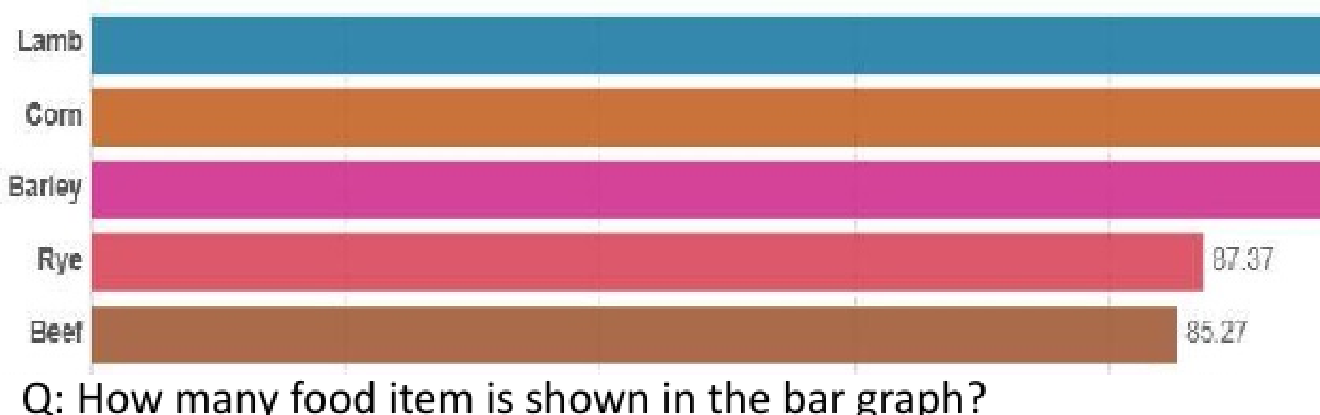 Lamb
Corn
Barley
Rye 87.37
Beef 85.27
Q: How many food item is shown in the bar graph?